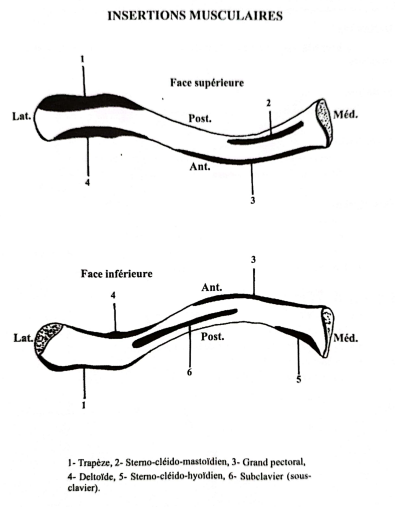 INSERTIONS MUSCULAIRES
1
Face supérieure
2
Lat.
Post.
Méd.
4
Ant.
3
Face inférieure
3
Ant.
4
Lat.
Post.
Méd.
6
5
1
1- Trapèze, 2- Sterno-cléido-mastoïdien, 3- Grand pectoral,
4- Deltoïde, 5- Sterno-cléido-hyoïdien, 6- Subclavier (sous-
clavier).